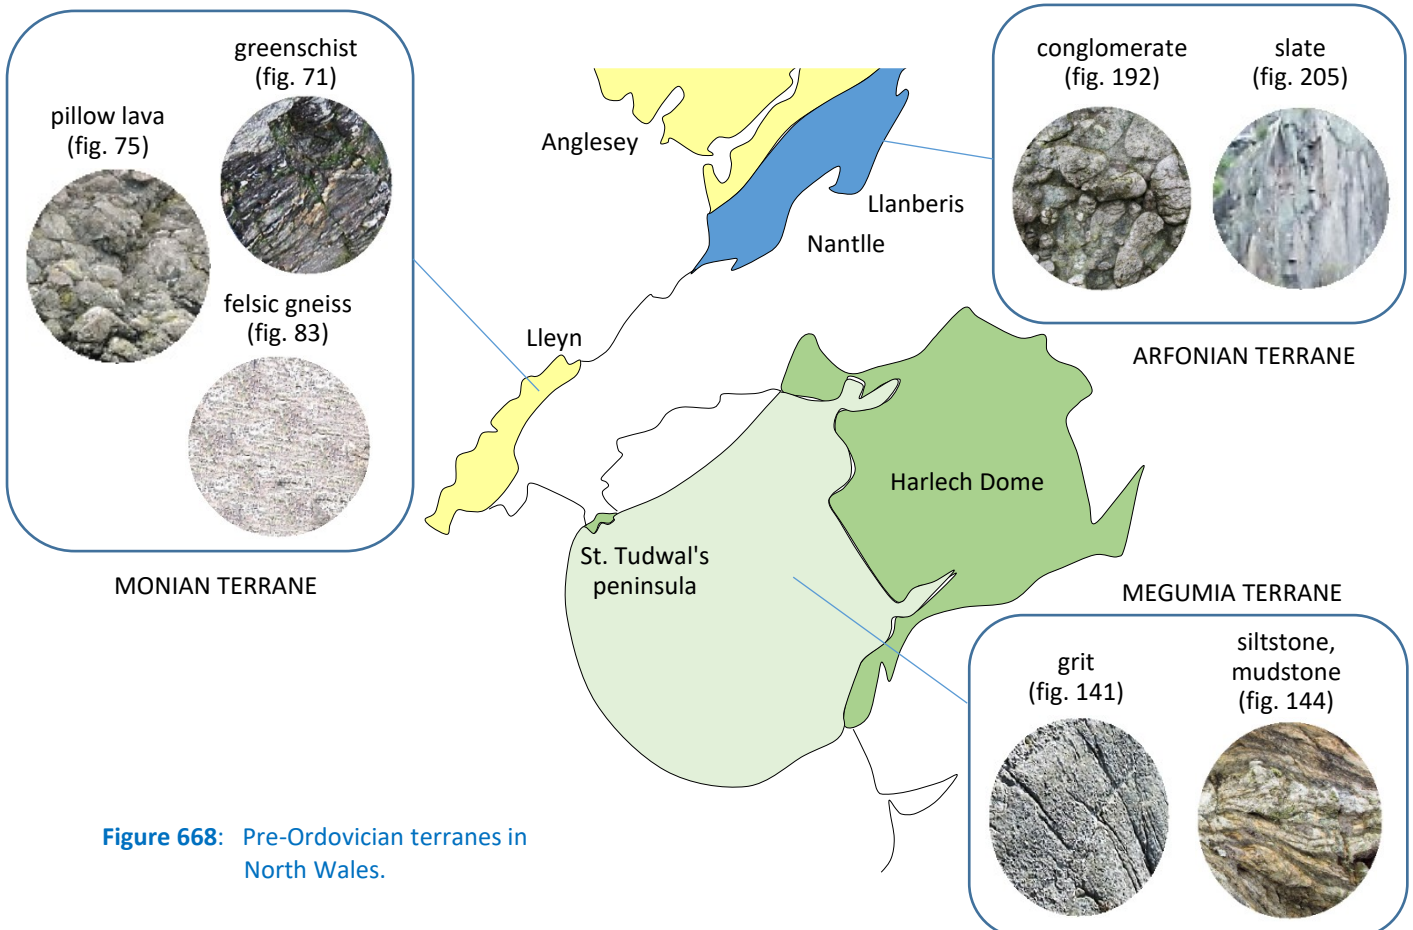 greenschist
(fig. 71)
pillow lava
(fig. 75)
felsic gneiss
(fig. 83)
MONIAN TERRANE
Anglesey
Llanberis
Nantlle
Lleyn
Harlech Dome
St. Tudwal's
peninsula
conglomerate
(fig. 192)
slate
(fig. 205)
ARFONIAN TERRANE
MEGUMIA TERRANE
grit
(fig. 141)
siltstone,
mudstone
(fig. 144)
Figure 668: Pre-Ordovician terranes in
North Wales.